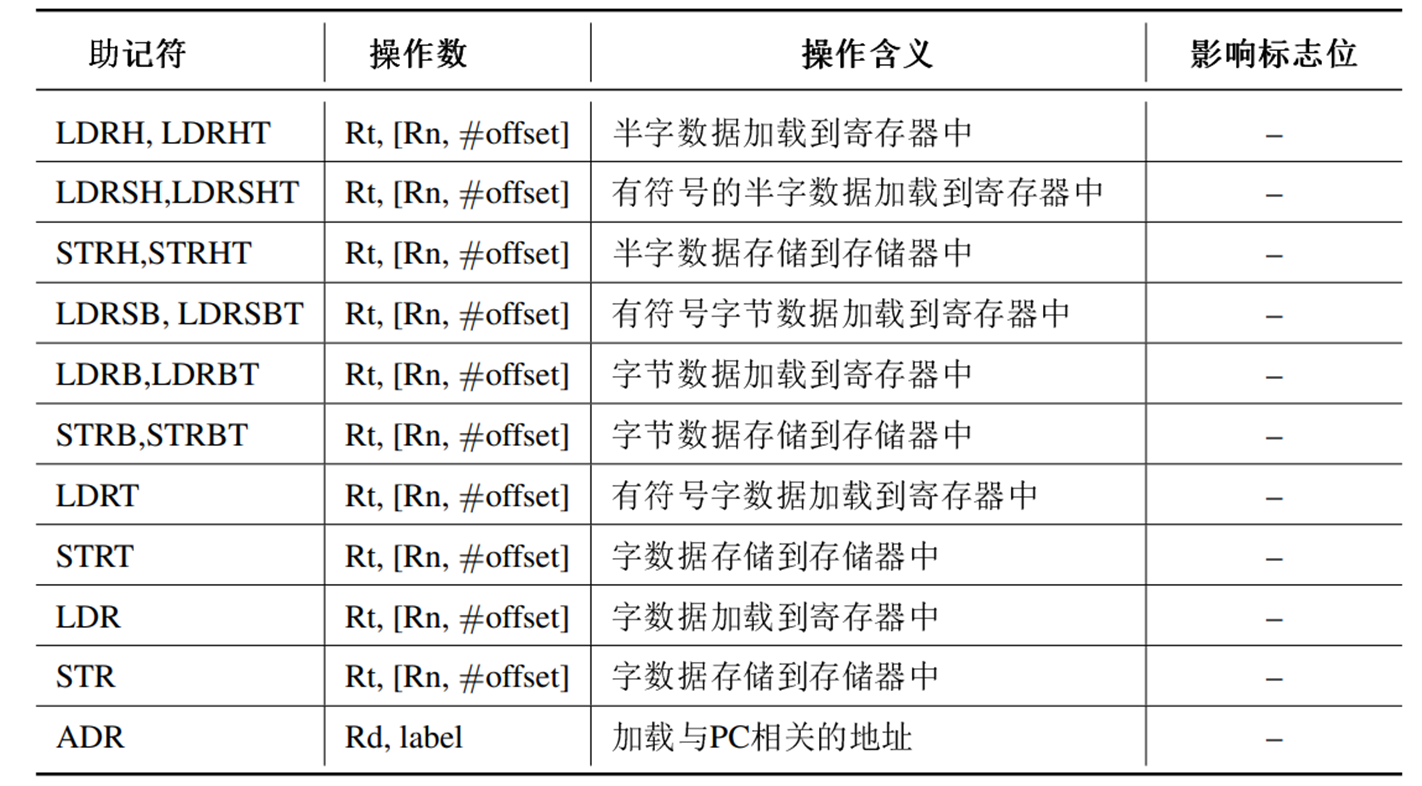 助记符 操作数 操作含义 影响标志位
LDRH, LDRHT Rt, [Rn, #offset] 半字数据加载到寄存器中 –
LDRSH,LDRSHT Rt, [Rn, #offset] 有符号的半字数据加载到寄存器中 –
STRH,STRHT Rt, [Rn, #offset] 半字数据存储到存储器中 –
LDRSB, LDRSBT Rt, [Rn, #offset] 有符号字节数据加载到寄存器中 –
LDRB,LDRBT Rt, [Rn, #offset] 字节数据加载到寄存器中 –
STRB,STRBT Rt, [Rn, #offset] 字节数据存储到存储器中 –
LDRT Rt, [Rn, #offset] 有符号字数据加载到寄存器中 –
STRT Rt, [Rn, #offset] 字数据存储到存储器中 –
LDR Rt, [Rn, #offset] 字数据加载到寄存器中 –
STR Rt, [Rn, #offset] 字数据存储到存储器中 –
ADR Rd, label 加载与PC相关的地址 –